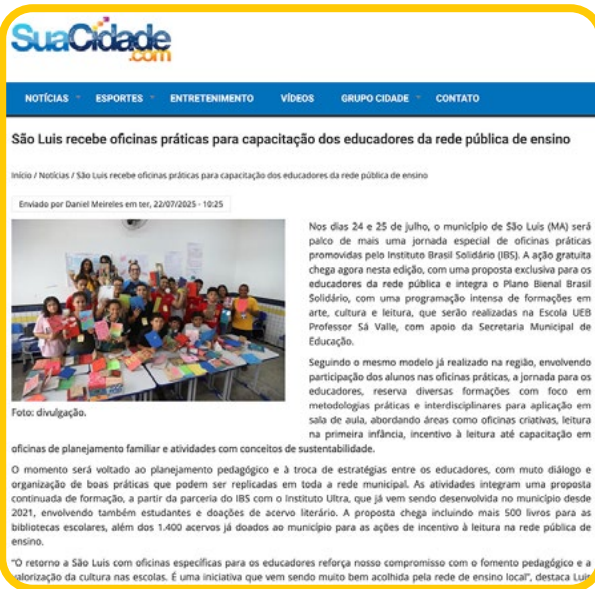 SuaCidade
.com
NOTÍCIAS ESPORTES ENTRETENIMENTO VÍDEOS GRUPO CIDADE CONTATO
São Luis recebe oficinas práticas para capacitação dos educadores da rede pública de ensino
Início / Notícias / São Luis recebe oficinas práticas para capacitação dos educadores da rede pública de ensino
Enviado por Daniel Meireles em ter, 22/07/2025 - 10:25
Nos dias 24 e 25 de julho, o município de São Luis (MA) será
palco de mais uma jornada especial de oficinas práticas
promovidas pelo Instituto Brasil Solidário (IBS). A ação gratuita
chega agora nesta edição, com uma proposta exclusiva para os
educadores da rede pública e integra o Plano Bienal Brasil
Solidário, com uma programação intensa de formações em
arte, cultura e leitura, que serão realizadas na Escola UEB
Professor Sá Valle, com apoio da Secretaria Municipal de
Educação.
Seguindo o mesmo modelo já realizado na região, envolvendo
participação dos alunos nas oficinas práticas, a jornada para os
educadores, reserva diversas formações com foco em
metodologias práticas e interdisciplinares para aplicação em
sala de aula, abordando áreas como oficinas criativas, leitura
na primeira infância, incentivo à leitura até capacitação em
Foto: divulgação.
oficinas de planejamento familiar e atividades com conceitos de sustentabilidade.
O momento será voltado ao planejamento pedagógico e à troca de estratégias entre os educadores, com muto diálogo e
organização de boas práticas que podem ser replicadas em toda a rede municipal. As atividades integram uma proposta
continuada de formação, a partir da parceria do IBS com o Instituto Ultra, que já vem sendo desenvolvida no município desde
2021, envolvendo também estudantes e doações de acervo literário. A proposta chega incluindo mais 500 livros para as
bibliotecas escolares, além dos 1.400 acervos já doados ao município para as ações de incentivo à leitura na rede pública de
ensino.
"O retorno a São Luis com oficinas específicas para os educadores reforça nosso compromisso com o fomento pedagógico e a
valorização da cultura nas escolas. É uma iniciativa que vem sendo muito bem acolhida pela rede de ensino local", destaca Luis